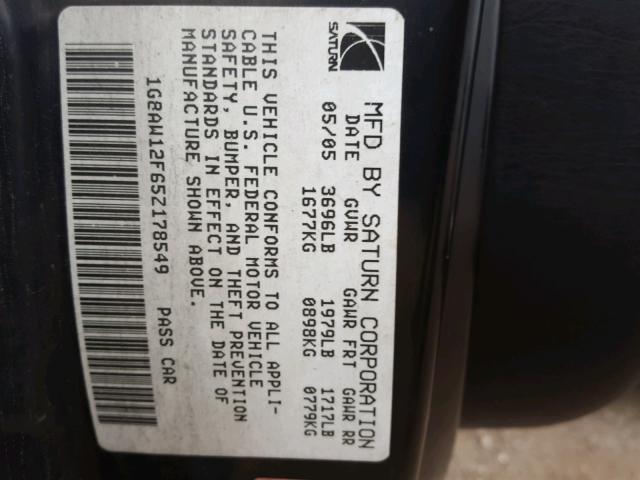 SATURN
MFD BY SATURN CORPORATION
DATE GVWR GAWR FRT GAWR RR
05/05 3696LB 1979LB 1717LB
1677KG 0898KG 0779KG
THIS VEHICLE CONFORMS TO ALL APPLI-
CABLE U.S. FEDERAL MOTOR VEHICLE
SAFETY, BUMPER, AND THEFT PREVENTION
STANDARDS IN EFFECT ON THE DATE OF
MANUFACTURE SHOWN ABOVE.
1G8AW12F65Z178549 PASS CAR